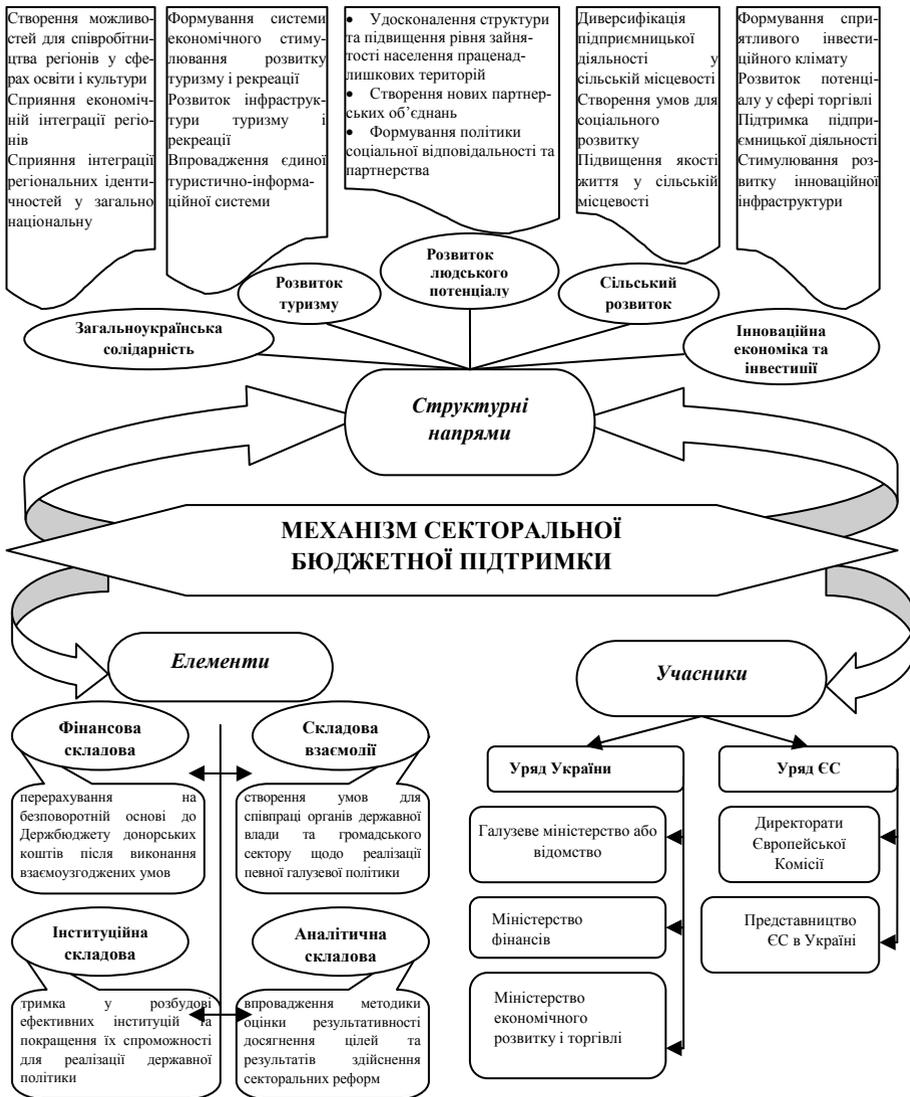 Створення можливо-
стей для співробітни-
цтва регіонів у сфе-
рах освіти і культури
Сприяння економіч-
ній інтеграції регіо-
нів
Сприяння інтеграції
регіональних іденти-
чностей у загально
національну
Формування системи
економічного стиму-
лювання розвитку
туризму і рекреації
Розвиток інфраструк-
тури туризму і
рекреації
Впровадження єдиної
туристично-інформа-
ційної системи
• Удосконалення структури
та підвищення рівня зайня-
тості населення праценад-
лишкових територій
• Створення нових партнер-
ських об’єднань
• Формування політики
соціальної відповідальності та
партнерства
Диверсифікація
підприємницької
діяльності у
сільській місцевості
Створення умов для
соціального
розвитку
Підвищення якості
життя у сільській
місцевості
Формування спри-
ятливого інвести-
ційного клімату
Розвиток потенці-
алу у сфері торгівлі
Підтримка підпри-
ємницької діяльності
Стимулювання роз-
витку інноваційної
інфраструктури
Загальноукраїнська
солідарність
Розвиток
туризму
Розвиток
людського
потенціалу
Сільський
розвиток
Інноваційна
економіка та
інвестиції
Структурні
напрями
МЕХАНІЗМ СЕКТОРАЛЬНОЇ
БЮДЖЕТНОЇ ПІДТРИМКИ
Елементи
Фінансова
складова
перерахування на
безповоротній основі до
Держбюджету донорських
коштів після виконання
взаємоузгоджених умов
Складова
взаємодії
створення умов для
співпраці органів державної
влади та громадського
сектору щодо реалізації
певної галузевої політики
Інституційна
складова
тримка у розбудові
ефективних інституцій та
покращення їх спроможності
для реалізації державної
політики
Аналітична
складова
впровадження методики
оцінки результативності
досягнення цілей та
результатів здійснення
секторальних реформ
Учасники
Уряд України
Галузеве міністерство або
відомство
Міністерство
фінансів
Міністерство
економічного
розвитку і торгівлі
Уряд ЄС
Директорати
Європейської
Комісії
Представництво
ЄС в Україні